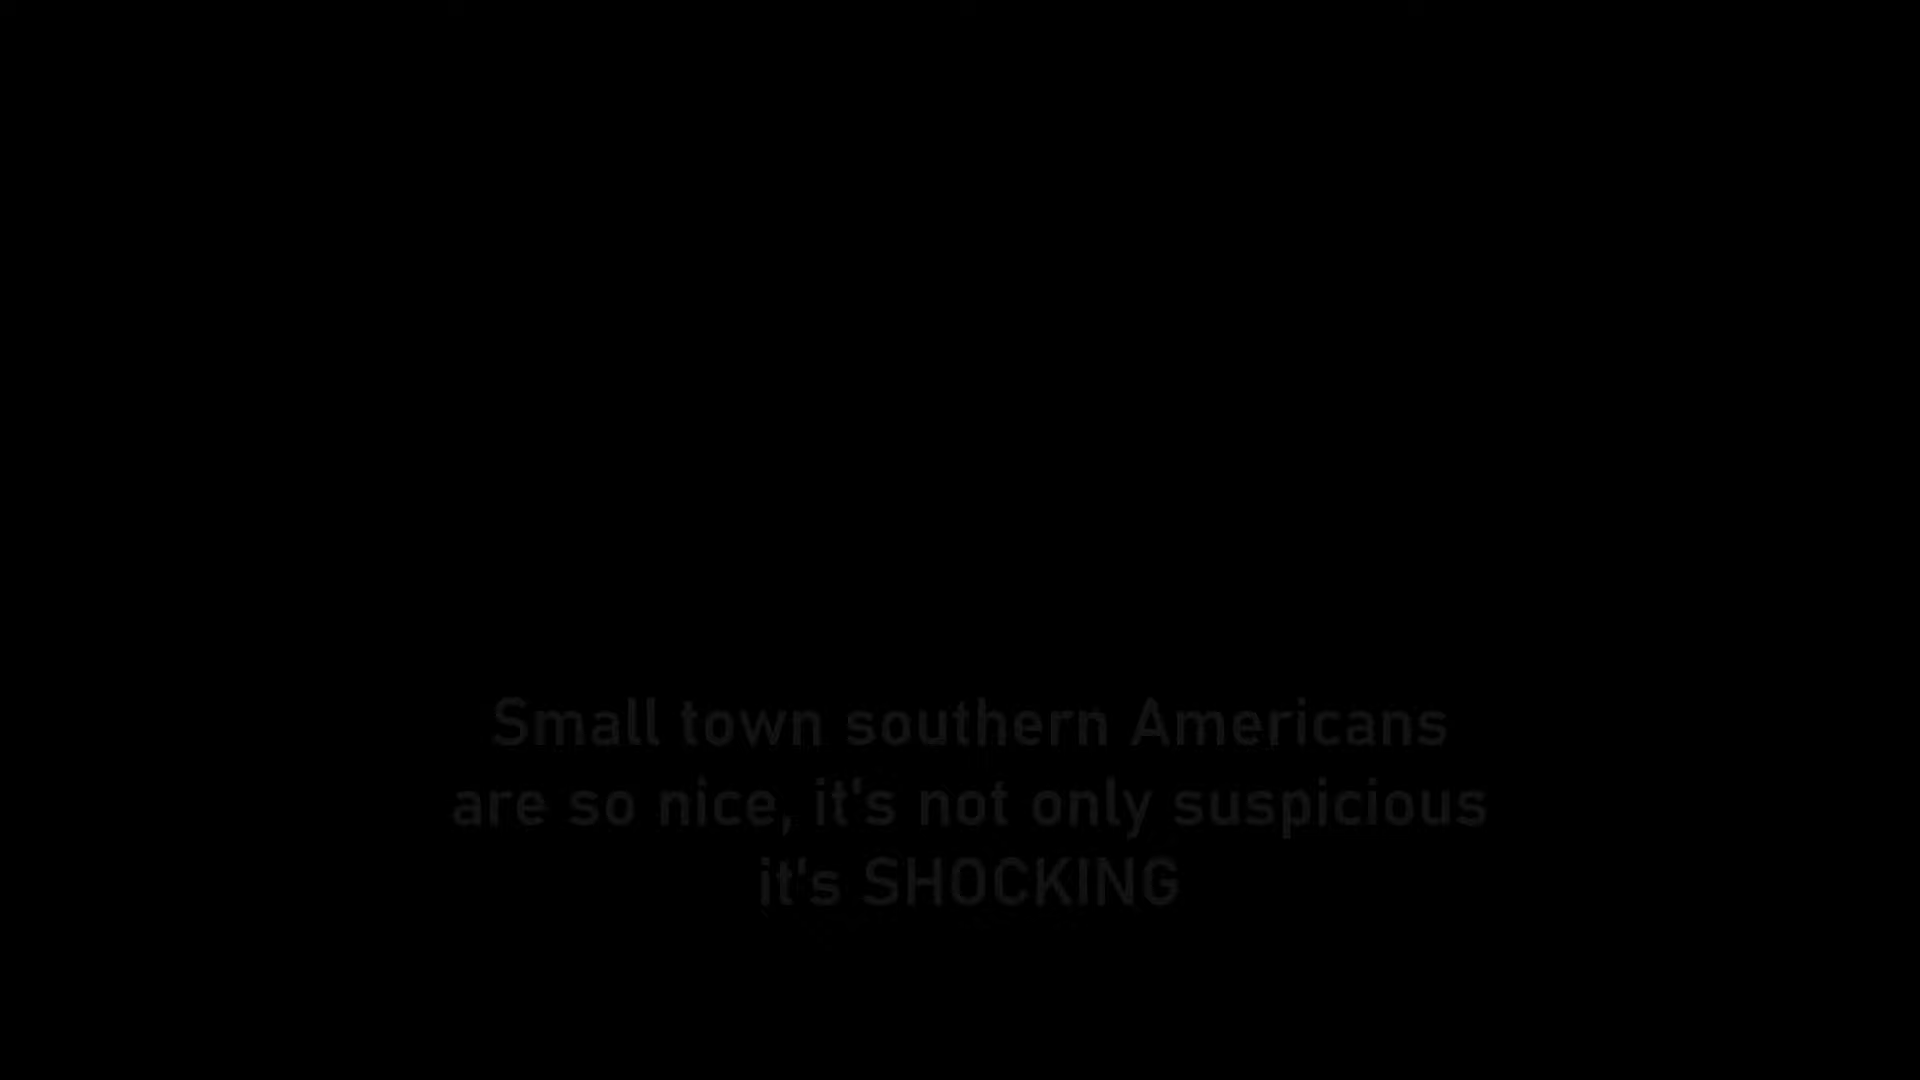 Small town southern Americans
are so nice, it's not only suspicious
it's SHOCKING